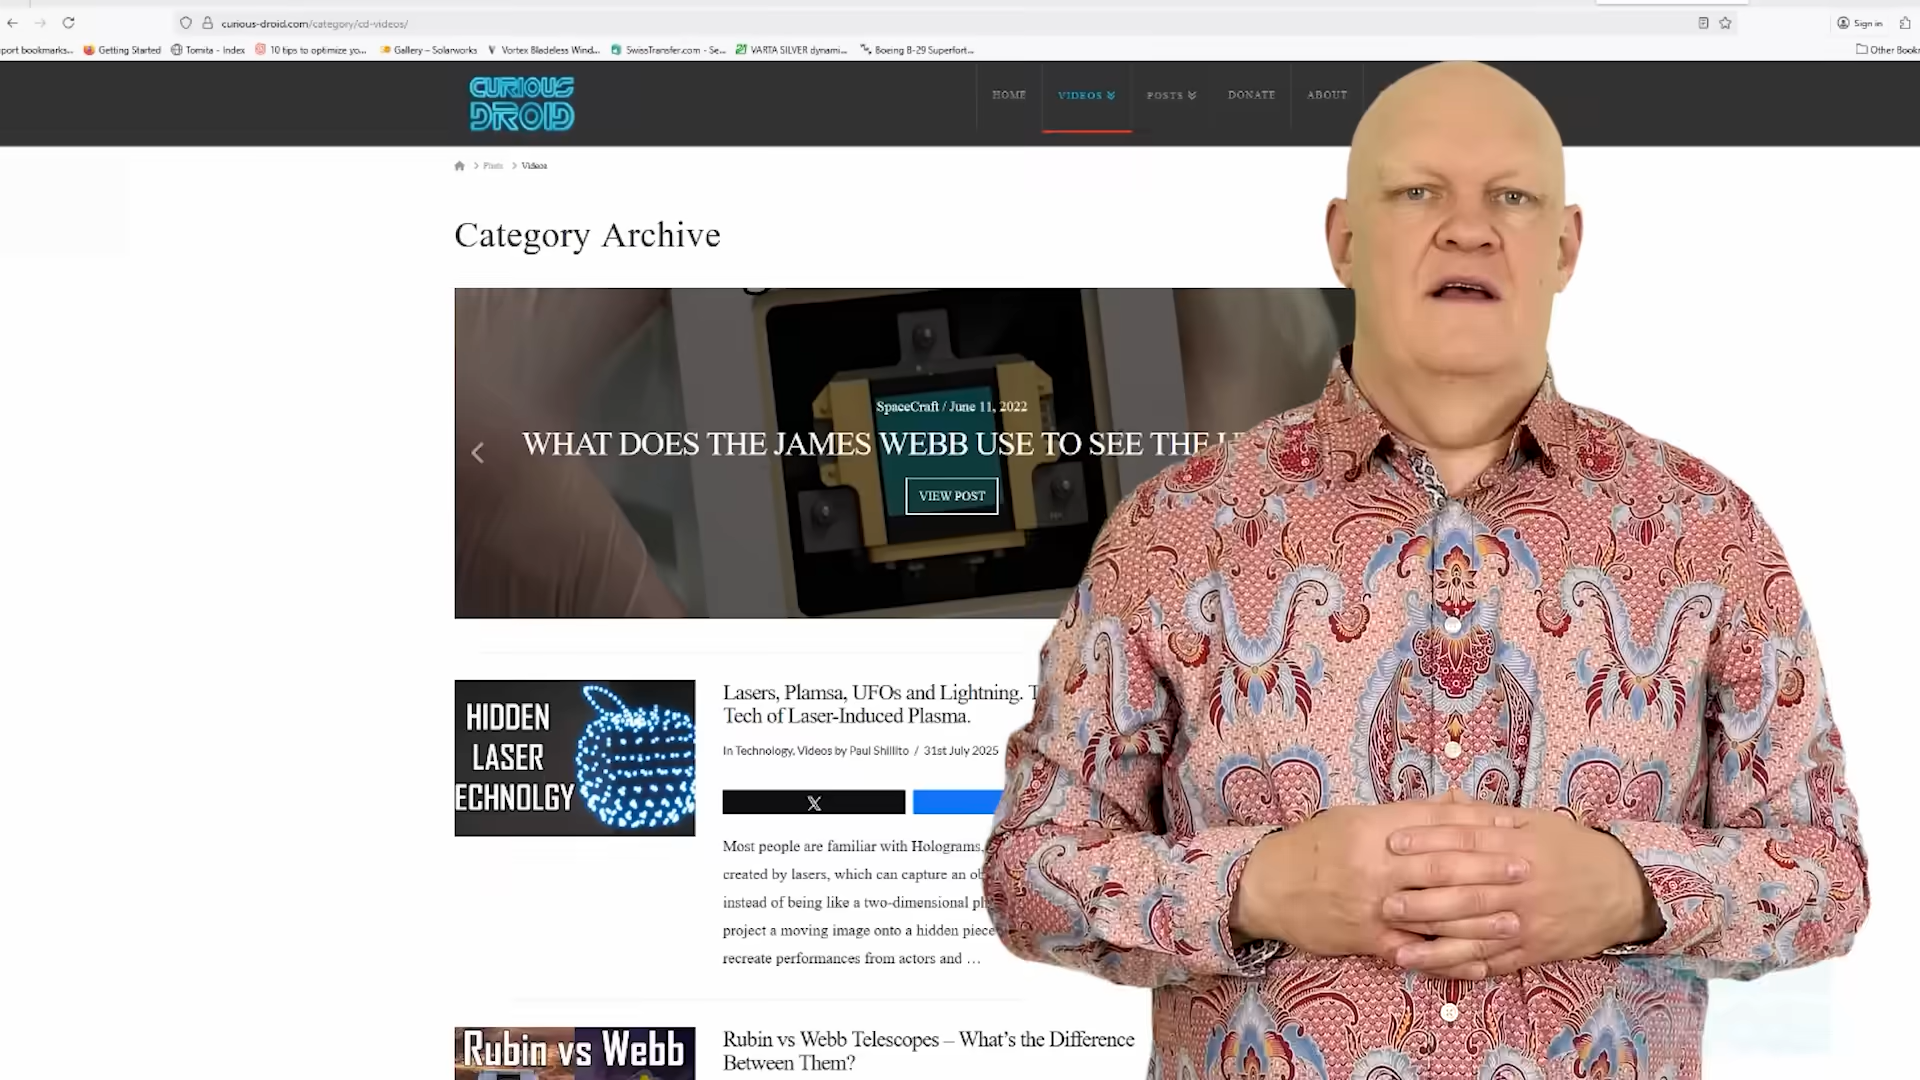 curious-droid.com/category/cd-videos/
Sign in
port bookmarks...
Getting Started
Tomita - Index
10 tips to optimize yo...
Gallery – Solarworks
Vortex Bladeless Wind...
SwissTransfer.com - Se...
VARTA SILVER dynami...
Boeing B-29 Superfort...
Other Book
CURIOUS
DROID
HOME
VIDEOS
POSTS
DONATE
ABOUT
Posts
Videos
Category Archive
SpaceCraft / June 11, 2022
WHAT DOES THE JAMES WEBB USE TO SEE THE
VIEW POST
HIDDEN
LASER
ECHNOLGY
Lasers, Plamsa, UFOs and Lightning. T
Tech of Laser-Induced Plasma.
In Technology, Videos by Paul Shillito / 31st July 2025
X
Most people are familiar with Holograms,
created by lasers, which can capture an ob
instead of being like a two-dimensional ph
project a moving image onto a hidden piece
recreate performances from actors and …
Rubin vs Webb
Rubin vs Webb Telescopes – What's the Difference
Between Them?